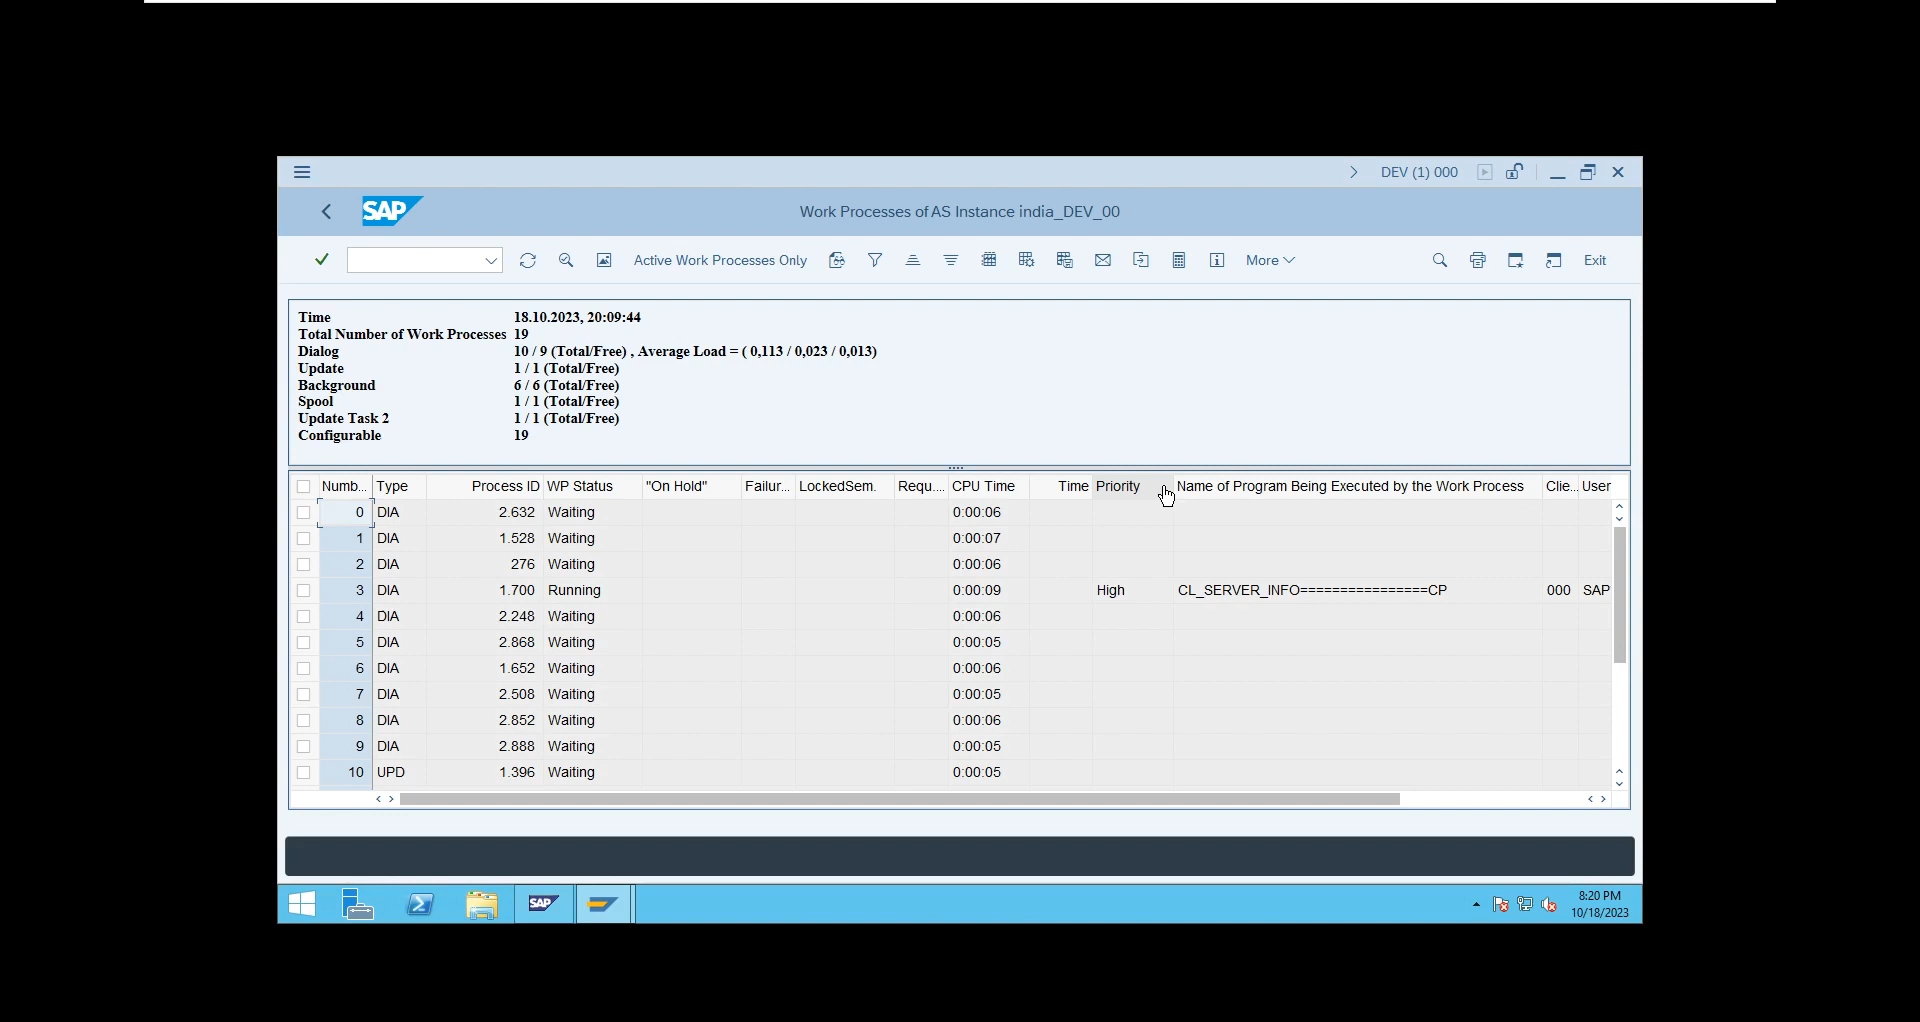 DEV (1) 000
SAP
Work Processes of AS Instance india_DEV_00
Active Work Processes Only More Exit
Time 18.10.2023, 20:09:44
Total Number of Work Processes 19
Dialog 10 / 9 (Total/Free) , Average Load = ( 0,113 / 0,023 / 0,013)
Update 1 / 1 (Total/Free)
Background 6 / 6 (Total/Free)
Spool 1 / 1 (Total/Free)
Update Task 2 1 / 1 (Total/Free)
Configurable 19
Numb... Type Process ID WP Status "On Hold" Failur... LockedSem. Requ.... CPU Time Time Priority Name of Program Being Executed by the Work Process Clie... User
0 DIA 2.632 Waiting 0:00:06
1 DIA 1.528 Waiting 0:00:07
2 DIA 276 Waiting 0:00:06
3 DIA 1.700 Running 0:00:09 High CL_SERVER_INFO================CP 000 SAP
4 DIA 2.248 Waiting 0:00:06
5 DIA 2.868 Waiting 0:00:05
6 DIA 1.652 Waiting 0:00:06
7 DIA 2.508 Waiting 0:00:05
8 DIA 2.852 Waiting 0:00:06
9 DIA 2.888 Waiting 0:00:05
10 UPD 1.396 Waiting 0:00:05
SAP
8:20 PM
10/18/2023